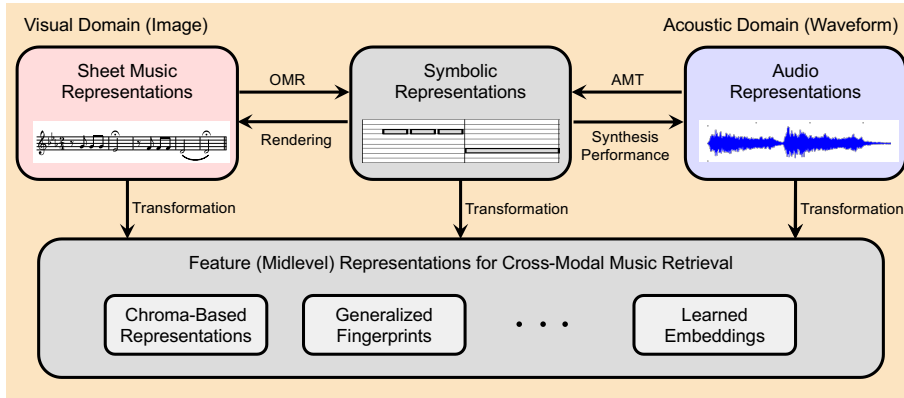 Visual Domain (Image)
Acoustic Domain (Waveform)
Sheet Music
Representations
OMR
Rendering
Symbolic
Representations
AMT
Synthesis
Performance
Audio
Representations
Transformation
Transformation
Transformation
Feature (Midlevel) Representations for Cross-Modal Music Retrieval
Chroma-Based
Representations
Generalized
Fingerprints
. . .
Learned
Embeddings